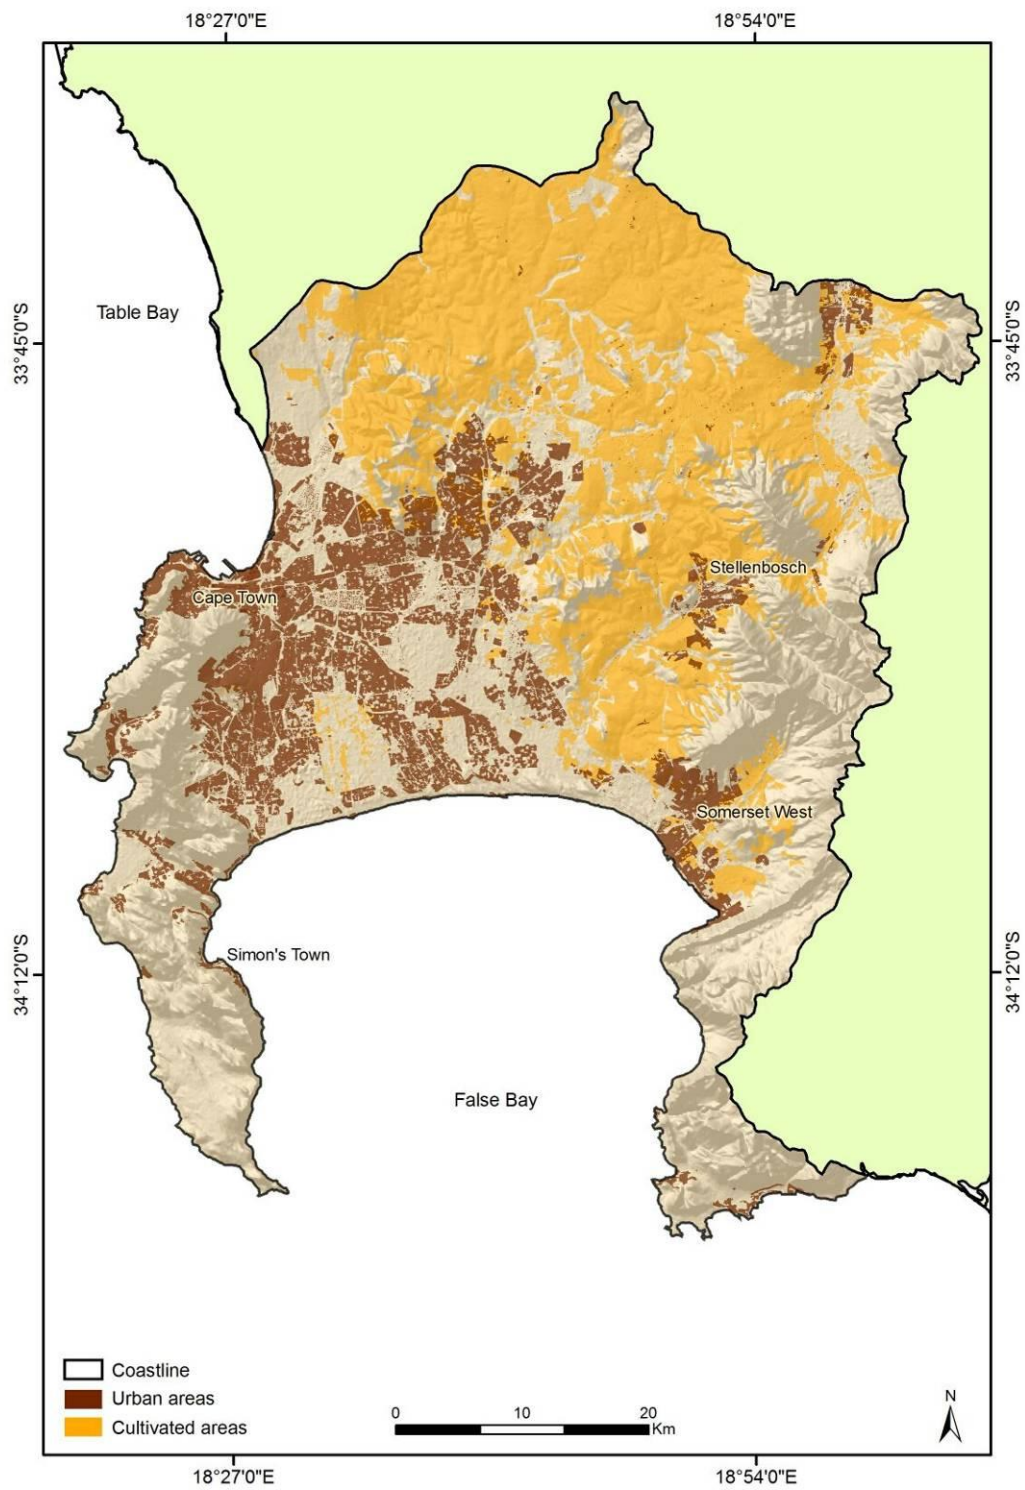 18°27'0"E
18°54'0"E
Table Bay
33°45'0"S
33°45'0"S
Stellenbosch
Cape Town
Somerset West
Simon's Town
34°12'0"S
34°12'0"S
False Bay
Coastline
Urban areas
Cultivated areas
0
10
20
Km
N
18°27'0"E
18°54'0"E